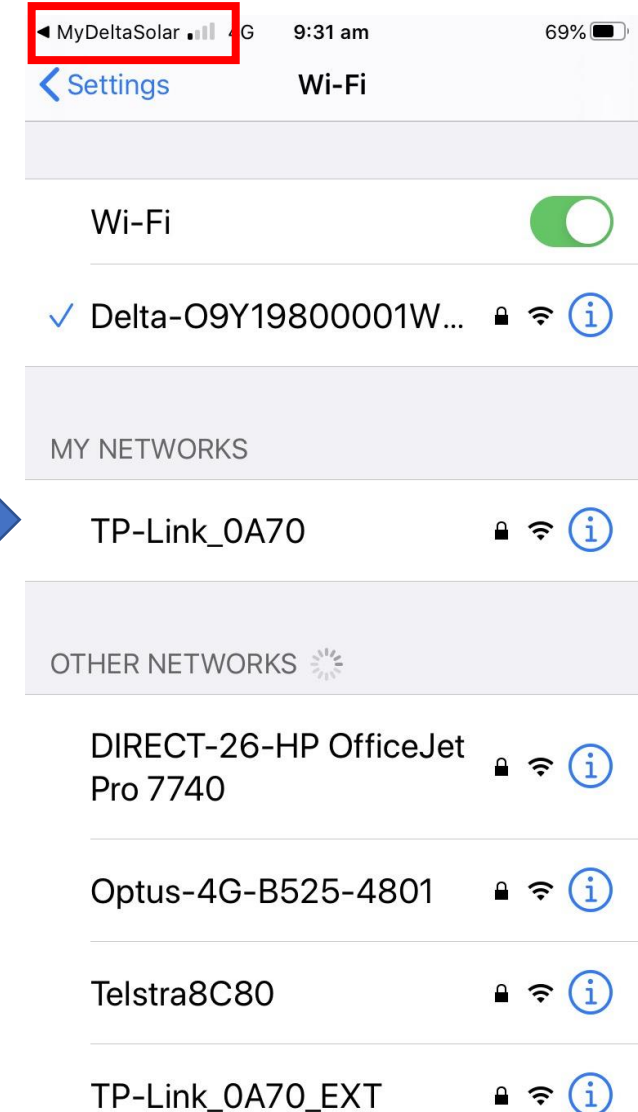 ◀ MyDeltaSolar 4G 9:31 am 69%
Settings Wi-Fi
Wi-Fi
Delta-O9Y19800001W...
MY NETWORKS
TP-Link_0A70
OTHER NETWORKS
DIRECT-26-HP OfficeJet
Pro 7740
Optus-4G-B525-4801
Telstra8C80
TP-Link_0A70_EXT